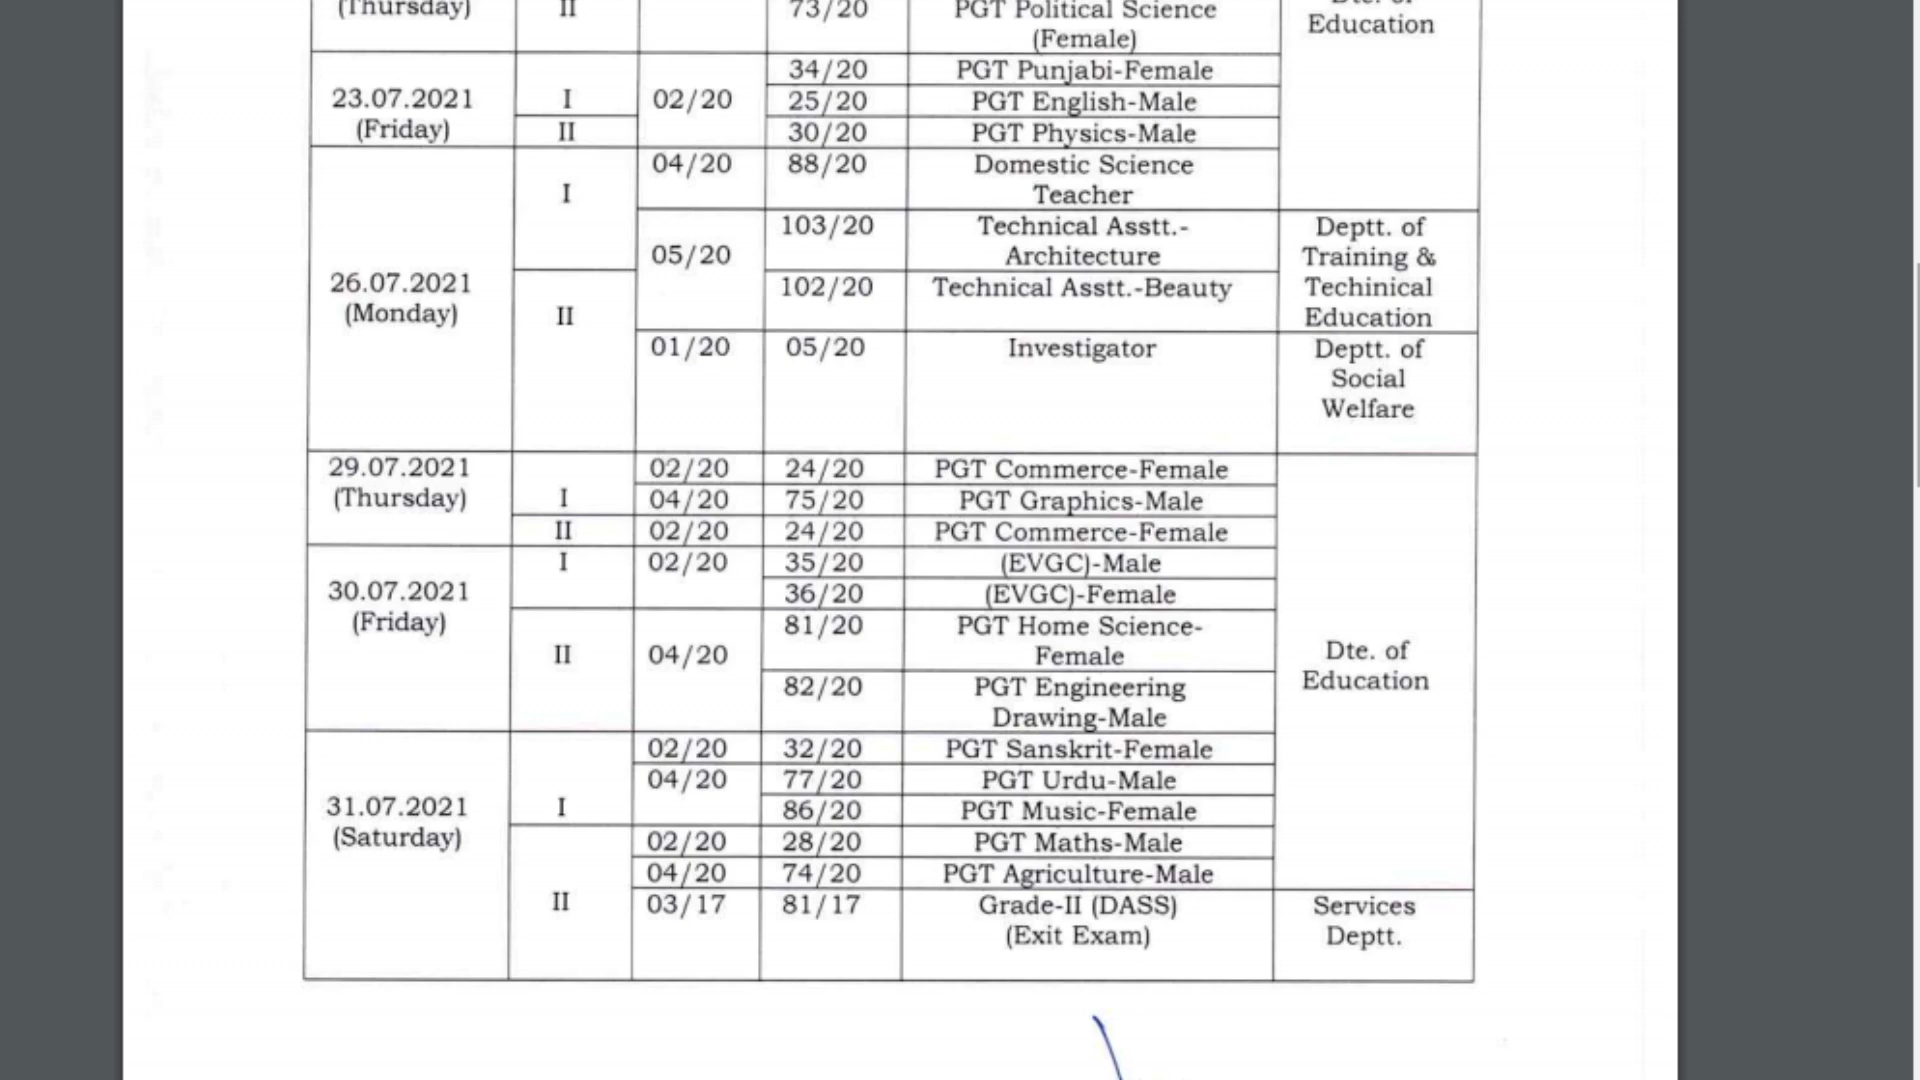 (Thursday) II 73/20 PGT Political Science Dte. of
(Female) Education
34/20 PGT Punjabi-Female
23.07.2021 I 02/20 25/20 PGT English-Male
(Friday) II 30/20 PGT Physics-Male
04/20 88/20 Domestic Science
I Teacher
103/20 Technical Asstt.- Deptt. of
05/20 Architecture Training &
26.07.2021 102/20 Technical Asstt.-Beauty Techinical
(Monday) II Education
01/20 05/20 Investigator Deptt. of
Social
Welfare
29.07.2021 02/20 24/20 PGT Commerce-Female
(Thursday) I 04/20 75/20 PGT Graphics-Male
II 02/20 24/20 PGT Commerce-Female
I 02/20 35/20 (EVGC)-Male
30.07.2021 36/20 (EVGC)-Female
(Friday) 81/20 PGT Home Science-
II 04/20 Female Dte. of
82/20 PGT Engineering Education
Drawing-Male
02/20 32/20 PGT Sanskrit-Female
04/20 77/20 PGT Urdu-Male
31.07.2021 I 86/20 PGT Music-Female
(Saturday) 02/20 28/20 PGT Maths-Male
04/20 74/20 PGT Agriculture-Male
II 03/17 81/17 Grade-II (DASS) Services
(Exit Exam) Deptt.